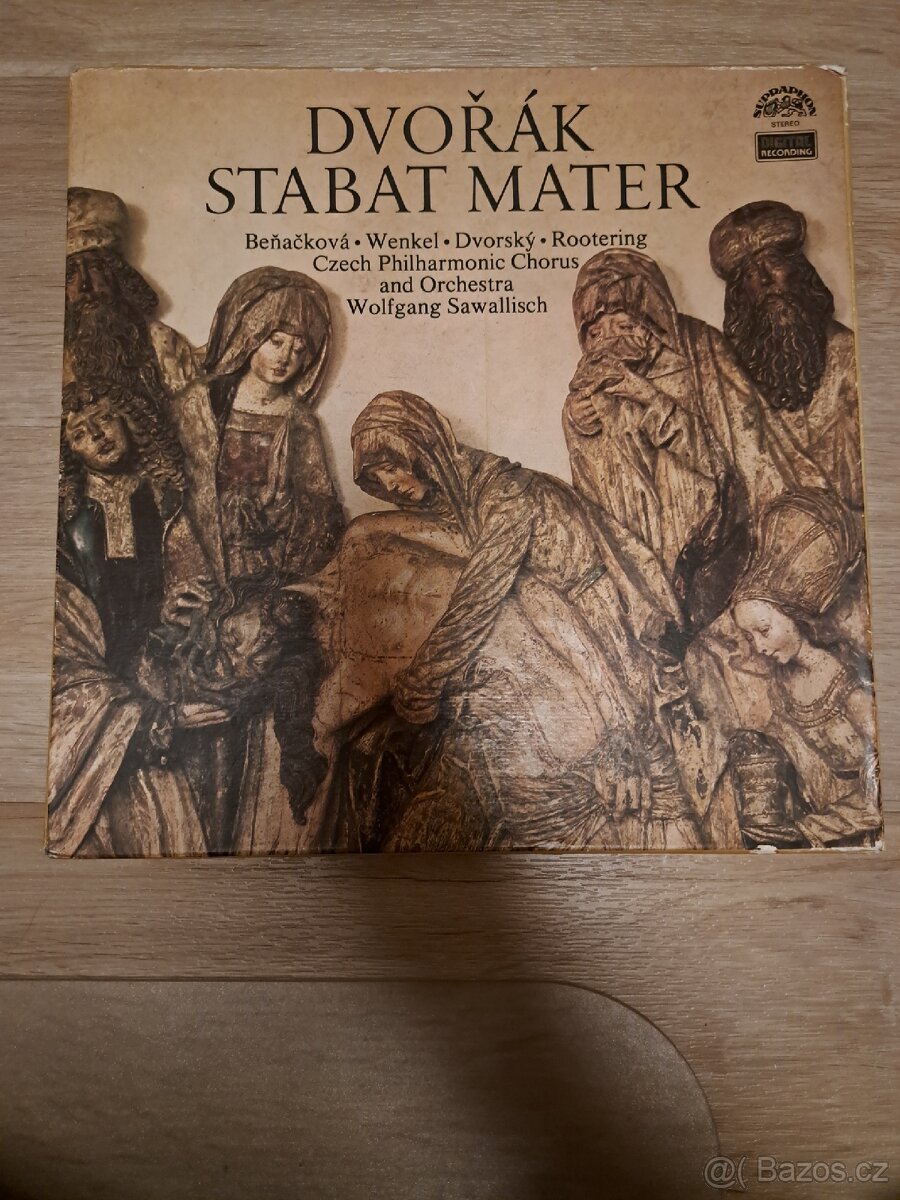 DVOŘÁK
STABAT MATER
SUPRAPHON
STEREO
DIGITAL
RECORDING
Beňačková • Wenkel • Dvorský • Rootering
Czech Philharmonic Chorus
and Orchestra
Wolfgang Sawallisch
@( Bazos.cz